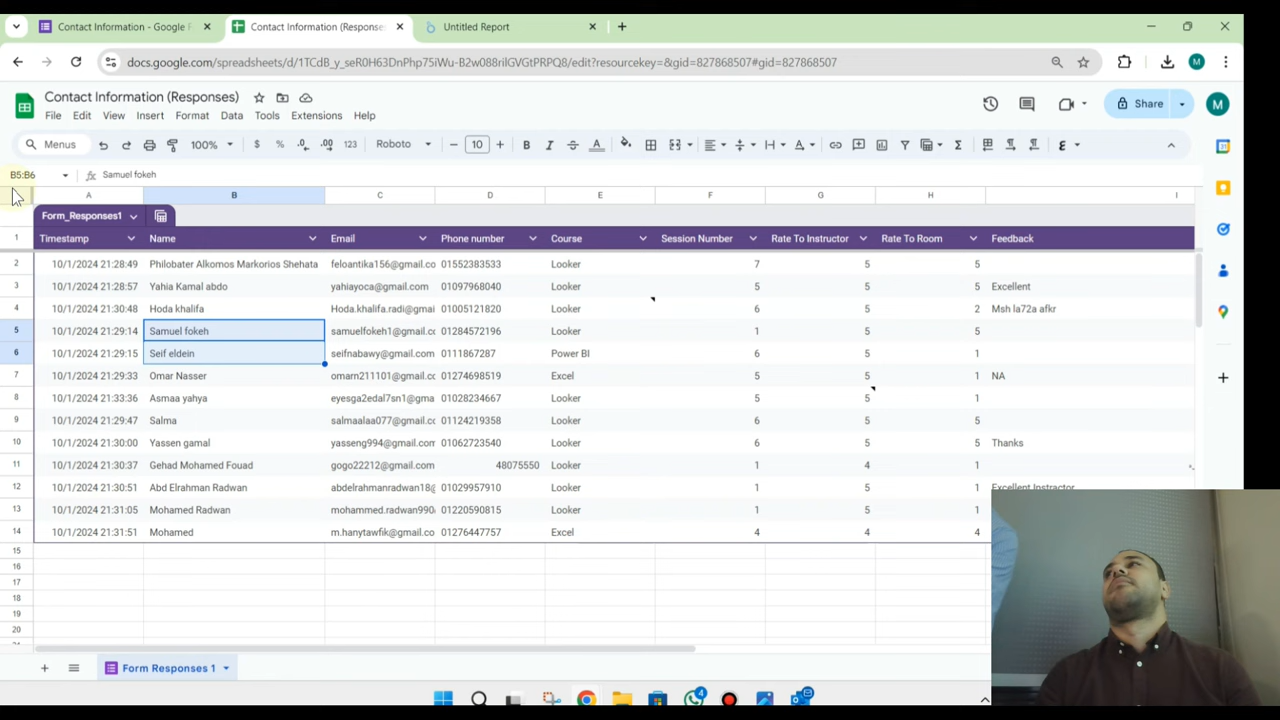 Contact Information - Google F
Contact Information (Response
Untitled Report
docs.google.com/spreadsheets/d/1TCdB_y_seR0H63DnPhp75iWu-B2w088rilGVGtPRPQ8/edit?resourcekey=&gid=827868507#gid=827868507
Contact Information (Responses)
File Edit View Insert Format Data Tools Extensions Help
Share
M
Menus 100% $ % .0 .00 123 Roboto 10 B I A
B5:B6 fx Samuel fokeh
A B C D E F G H I
Form_Responses1
1 Timestamp Name Email Phone number Course Session Number Rate To Instructor Rate To Room Feedback
2 10/1/2024 21:28:49 Philobater Alkomos Markorios Shehata feloantika156@gmail.co 01552383533 Looker 7 5 5
3 10/1/2024 21:28:57 Yahia Kamal abdo yahiayoca@gmail.com 01097968040 Looker 5 5 5 Excellent
4 10/1/2024 21:30:48 Hoda khalifa Hoda.khalifa.radi@gmai 01005121820 Looker 6 5 2 Msh la72a afkr
5 10/1/2024 21:29:14 Samuel fokeh samuelfokeh1@gmail.cc 01284572196 Looker 1 5 5
6 10/1/2024 21:29:15 Seif eldein seifnabawy@gmail.com 0111867287 Power BI 6 5 1
7 10/1/2024 21:29:33 Omar Nasser omarn211101@gmail.co 01274698519 Excel 5 5 1 NA
8 10/1/2024 21:33:36 Asmaa yahya eyesga2edal7sn1@gma 01028234667 Looker 5 5 1
9 10/1/2024 21:29:47 Salma salmaalaa077@gmail.co 01124219358 Looker 6 5 5
10 10/1/2024 21:30:00 Yassen gamal yasseng994@gmail.com 01062723540 Looker 6 5 5 Thanks
11 10/1/2024 21:30:37 Gehad Mohamed Fouad gogo22212@gmail.com 48075550 Looker 1 4 1
12 10/1/2024 21:30:51 Abd Elrahman Radwan abdelrahmanradwan18@ 01029957910 Looker 1 5 1 Excellent Instructor
13 10/1/2024 21:31:05 Mohamed Radwan mohammed.radwan990 01220590815 Looker 1 5 1
14 10/1/2024 21:31:51 Mohamed m.hanytawfik@gmail.co 01276447757 Excel 4 4 4
15
16
17
18
19
20
Form Responses 1
4